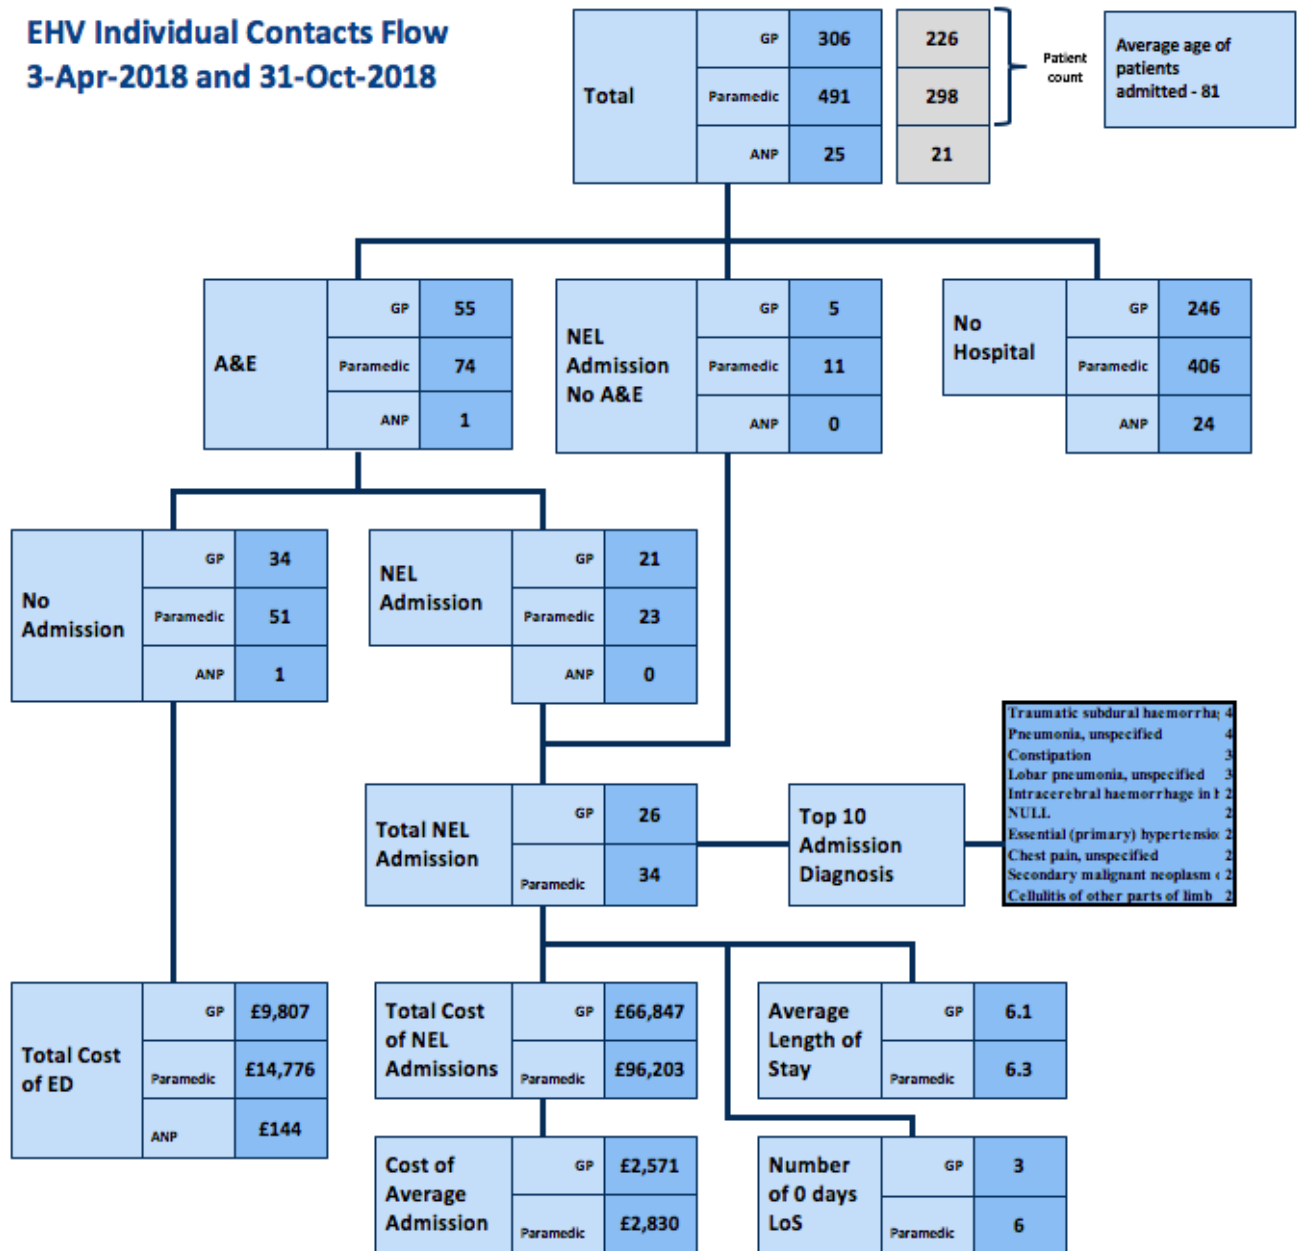 EHV Individual Contacts Flow
3-Apr-2018 and 31-Oct-2018
Total
GP 306 226
Paramedic 491 298
ANP 25 21
Patient
count
Average age of
patients
admitted - 81
A&E
GP 55
Paramedic 74
ANP 1
NEL
Admission
No A&E
GP 5
Paramedic 11
ANP 0
No
Hospital
GP 246
Paramedic 406
ANP 24
No
Admission
GP 34
Paramedic 51
ANP 1
NEL
Admission
GP 21
Paramedic 23
ANP 0
Total NEL
Admission
GP 26
Paramedic 34
Top 10
Admission
Diagnosis
Traumatic subdural 4
Pneumonia, unspecified 4
Constipation 3
Lobar pneumonia, unspecified 3
Intracerebral haemorrhage in 2
NULL 2
Essential (primary) 2
Chest pain, unspecified 2
Secondary malignant neoplasm 2
Cellulitis of other parts of limb 2
Total Cost
of ED
GP £9,807
Paramedic £14,776
ANP £144
Total Cost
of NEL
Admissions
GP £66,847
Paramedic £96,203
Average
Length of
Stay
GP 6.1
Paramedic 6.3
Cost of
Average
Admission
GP £2,571
Paramedic £2,830
Number
of 0 days
LoS
GP 3
Paramedic 6